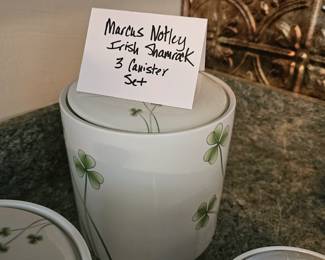 Marcus Notley
Irish Shamrock
3 Canister
Set